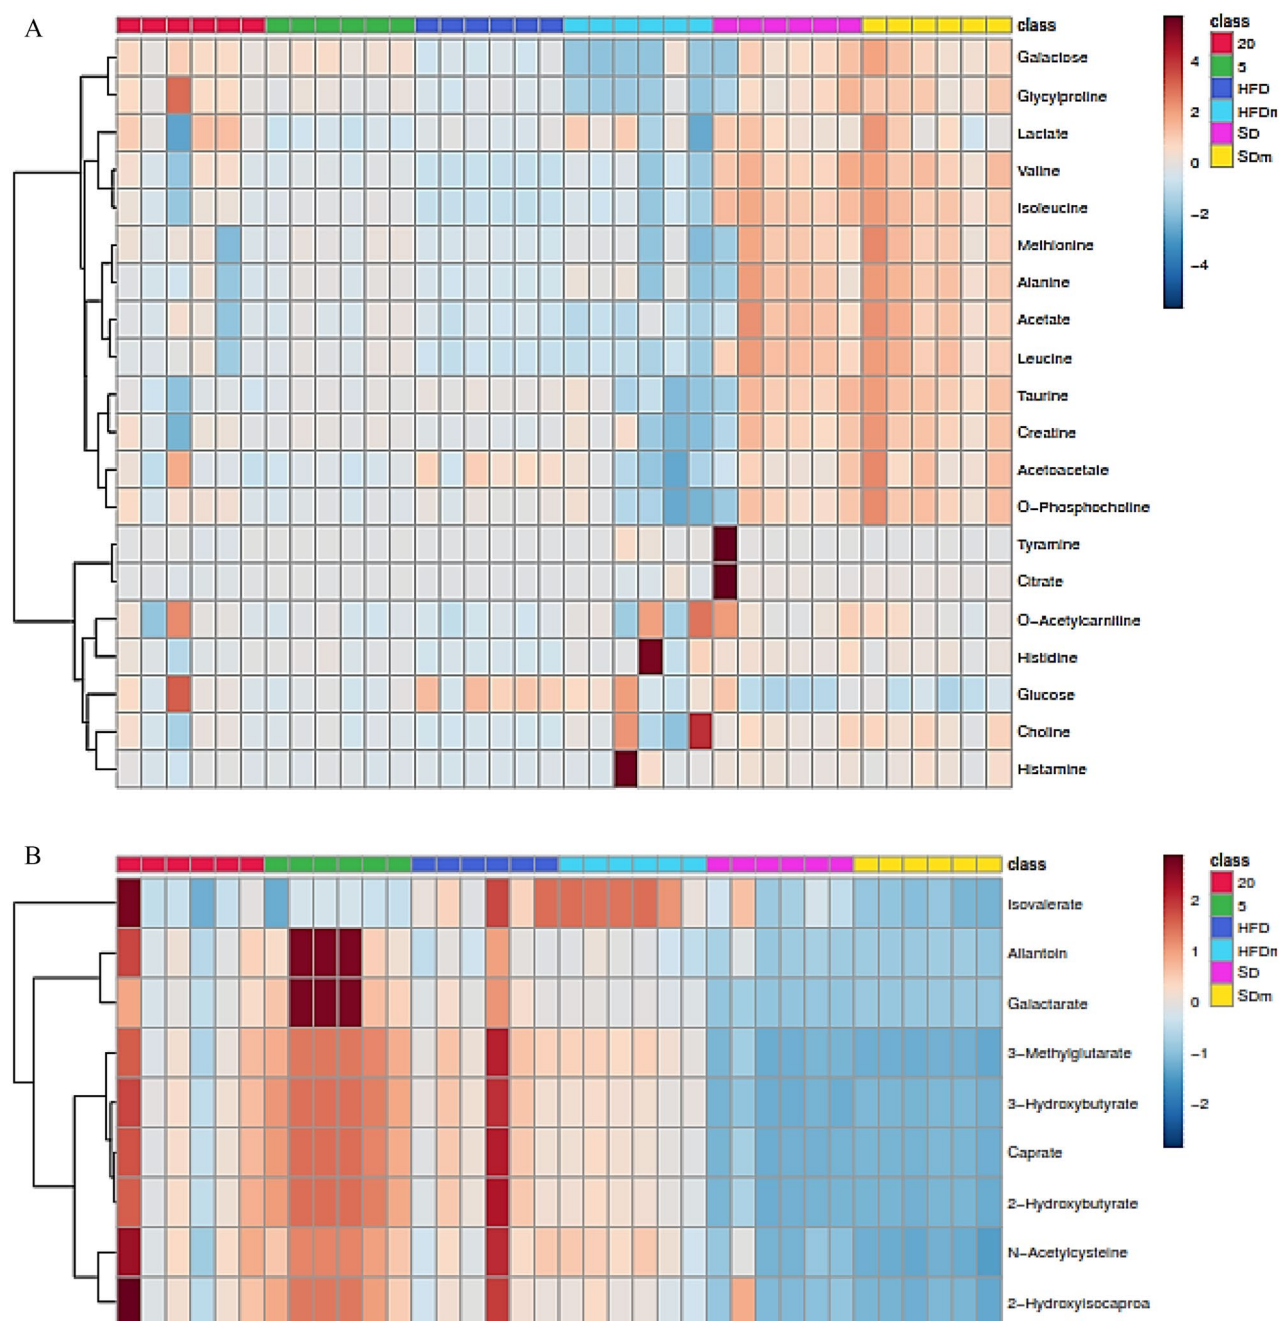 A
class
Galactose
Glycylproline
Lactate
Valine
Isoleucine
Methionine
Alanine
Acetate
Leucine
Taurine
Creatine
Acetoacetate
O-Phosphocholine
Tyramine
Citrate
O-Acetylcarnitine
Histidine
Glucose
Choline
Histamine
4
2
0
-2
-4
class
20
5
HFD
HFDm
SD
SDm
B
class
Isovalerate
Allantoin
Galactarate
3-Methylglutarate
3-Hydroxybutyrate
Caprate
2-Hydroxybutyrate
N-Acetylcysteine
2-Hydroxyisocaproa
2
1
0
-1
-2
class
20
5
HFD
HFDm
SD
SDm